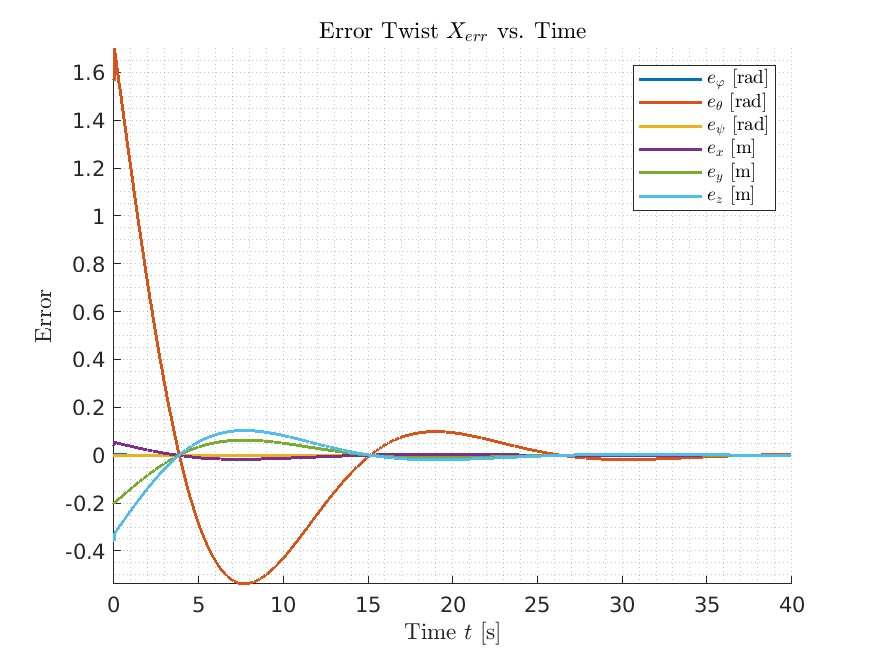 Error Twist X_err vs. Time
1.6
1.4
1.2
1
0.8
0.6
0.4
0.2
0
-0.2
-0.4
Error
e_φ [rad]
e_θ [rad]
e_ψ [rad]
e_x [m]
e_y [m]
e_z [m]
0 5 10 15 20 25 30 35 40
Time t [s]